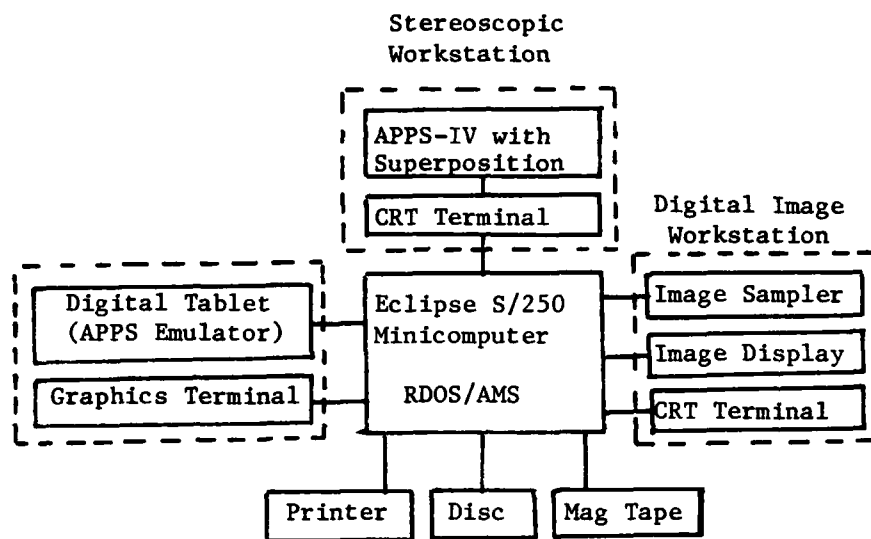 Stereoscopic
Workstation
APPS-IV with
Superposition
CRT Terminal
Digital Image
Workstation
Digital Tablet
(APPS Emulator)
Graphics Terminal
Eclipse S/250
Minicomputer
RDOS/AMS
Image Sampler
Image Display
CRT Terminal
Printer
Disc
Mag Tape